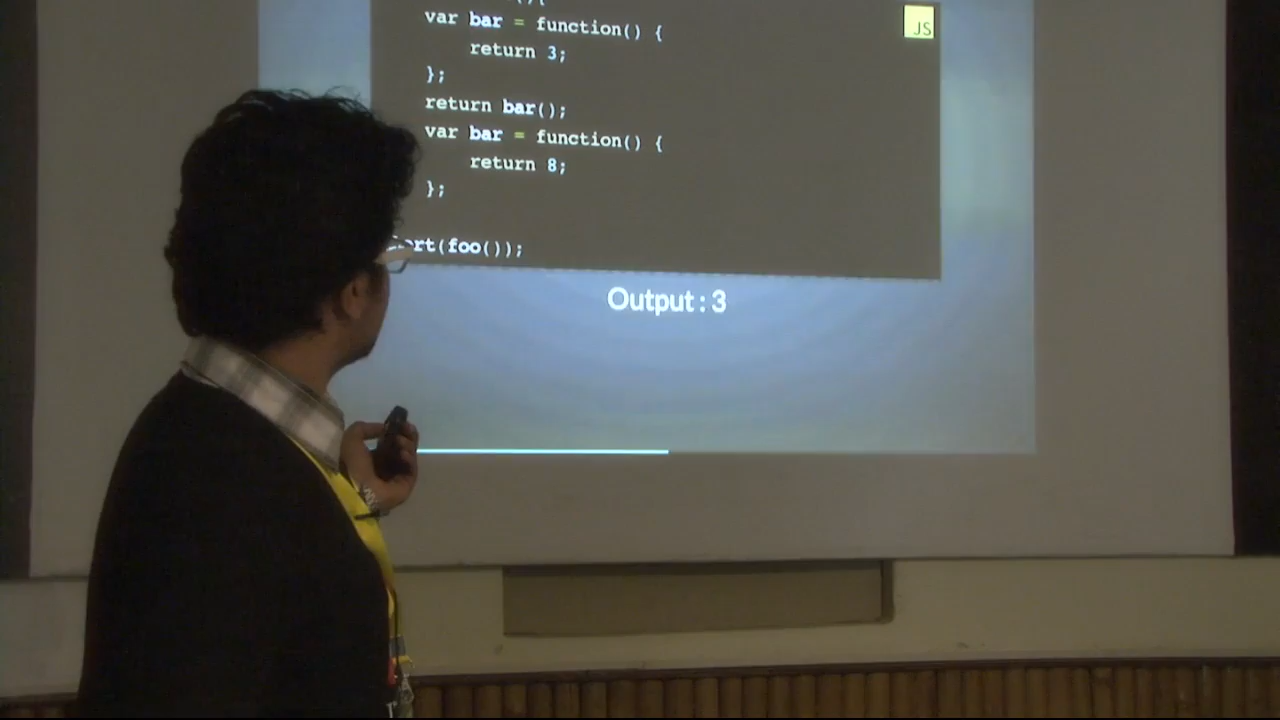 var bar = function() {
return 3;
};
return bar();
var bar = function() {
return 8;
};
rt(foo());
Output : 3
JS